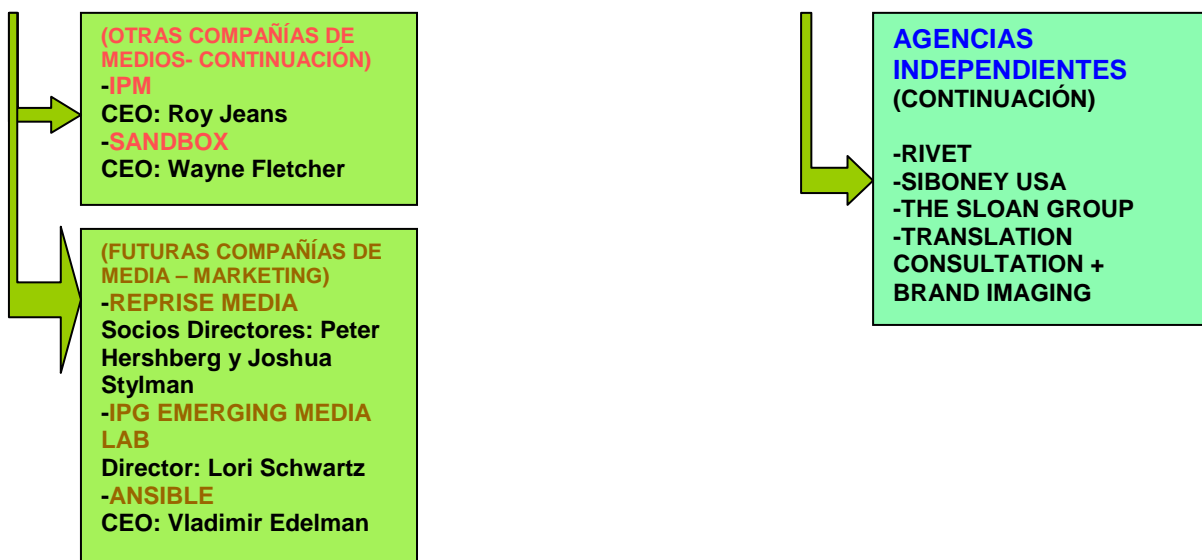 (OTRAS COMPAÑÍAS DE
MEDIOS- CONTINUACIÓN)
-IPM
CEO: Roy Jeans
-SANDBOX
CEO: Wayne Fletcher
(FUTURAS COMPAÑÍAS DE
MEDIA – MARKETING)
-REPRISE MEDIA
Socios Directores: Peter
Hershberg y Joshua
Stylman
-IPG EMERGING MEDIA
LAB
Director: Lori Schwartz
-ANSIBLE
CEO: Vladimir Edelman
AGENCIAS
INDEPENDIENTES
(CONTINUACIÓN)
-RIVET
-SIBONEY USA
-THE SLOAN GROUP
-TRANSLATION
CONSULTATION +
BRAND IMAGING